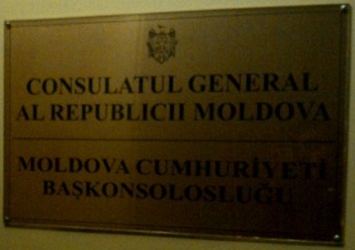 CONSULATUL GENERAL
AL REPUBLICII MOLDOVA
MOLDOVA CUMHURİYETİ
BAŞKONSOLOSLUĞU